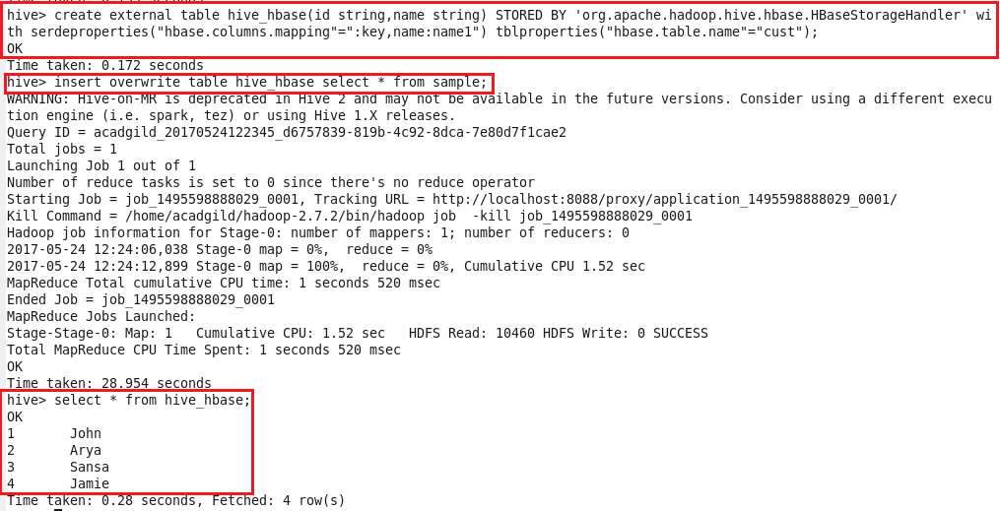 hive> create external table hive_hbase(id string,name string) STORED BY 'org.apache.hadoop.hive.hbase.HBaseStorageHandler' wi
th serdeproperties("hbase.columns.mapping"=":key,name:name1") tblproperties("hbase.table.name"="cust");
OK
Time taken: 0.172 seconds
hive> insert overwrite table hive_hbase select * from sample;
WARNING: Hive-on-MR is deprecated in Hive 2 and may not be available in the future versions. Consider using a different execu
tion engine (i.e. spark, tez) or using Hive 1.X releases.
Query ID = acadgild_20170524122345_d6757839-819b-4c92-8dca-7e80d7f1cae2
Total jobs = 1
Launching Job 1 out of 1
Number of reduce tasks is set to 0 since there's no reduce operator
Starting Job = job_1495598888029_0001, Tracking URL = http://localhost:8088/proxy/application_1495598888029_0001/
Kill Command = /home/acadgild/hadoop-2.7.2/bin/hadoop job  -kill job_1495598888029_0001
Hadoop job information for Stage-0: number of mappers: 1; number of reducers: 0
2017-05-24 12:24:06,038 Stage-0 map = 0%,  reduce = 0%
2017-05-24 12:24:12,899 Stage-0 map = 100%,  reduce = 0%, Cumulative CPU 1.52 sec
MapReduce Total cumulative CPU time: 1 seconds 520 msec
Ended Job = job_1495598888029_0001
MapReduce Jobs Launched:
Stage-Stage-0: Map: 1   Cumulative CPU: 1.52 sec   HDFS Read: 10460 HDFS Write: 0 SUCCESS
Total MapReduce CPU Time Spent: 1 seconds 520 msec
OK
Time taken: 28.954 seconds
hive> select * from hive_hbase;
OK
1       John
2       Arya
3       Sansa
4       Jamie
Time taken: 0.28 seconds, Fetched: 4 row(s)